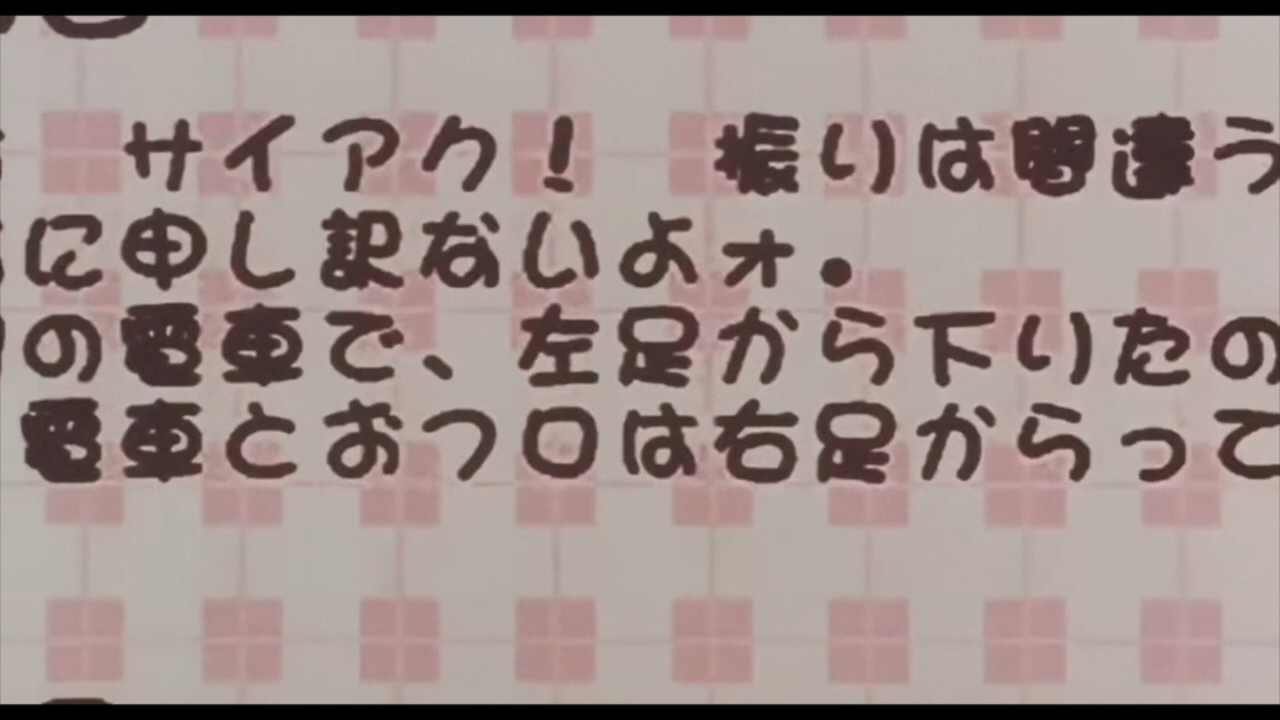 サイアク！　振りは間違う
に申し訳ないよォ.
の電車で、左足から下りたの
電車とおフロは右足からって